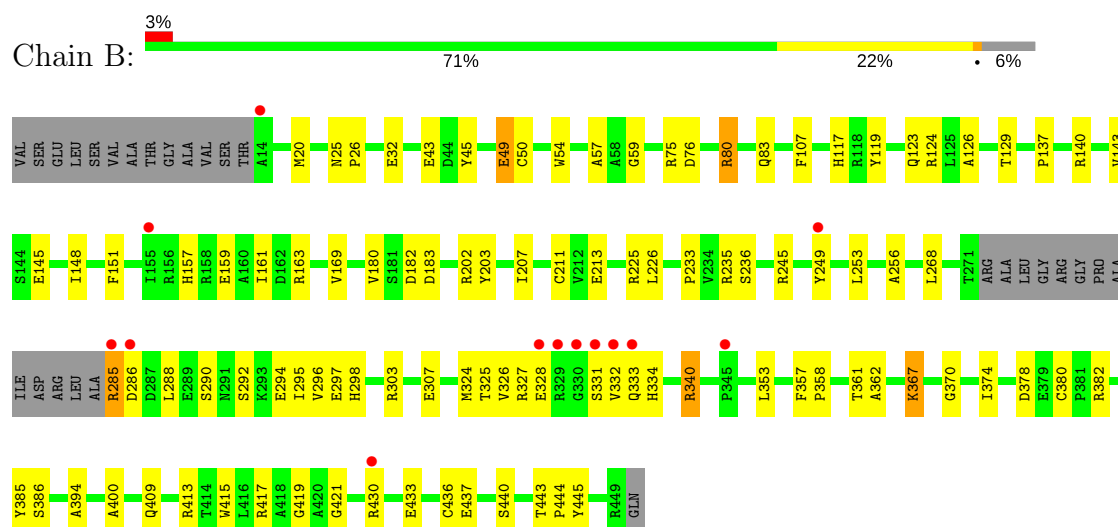 3%
Chain B:
71% 22% • 6%
VAL SER GLU LEU SER VAL ALA THR GLY ALA VAL SER THR A14 M20 N25 P26 E32 E43 D44 Y45 E49 C50 W54 A57 A58 G59 R75 D76 R80 Q83 F107 H117 R118 Y119 Q123 R124 L125 A126 T129 P137 R140 V143
S144 E145 I148 F151 I155 R156 H157 R158 E159 A160 I161 D162 R163 V169 V180 S181 D182 D183 R202 Y203 I207 C211 V212 E213 R225 L226 P233 V234 R235 S236 R245 Y249 L253 A256 L268 T271 ARG ALA LEU GLY ARG GLY PRO ALA
ILE ASP ARG LEU ALA R285 D286 D287 L288 E289 S290 N291 S292 K293 E294 I295 V296 E297 H298 R303 E307 M324 T325 V326 R327 E328 R329 G330 S331 V332 Q333 H334 R340 P345 L353 F357 P358 T361 A362 K367 G370 I374 D378 E379 C380 P381 R382
Y385 S386 A394 A400 Q409 R413 T414 W415 L416 R417 A418 G419 A420 G421 R430 E433 C436 E437 S440 T443 P444 Y445 R449 GLN